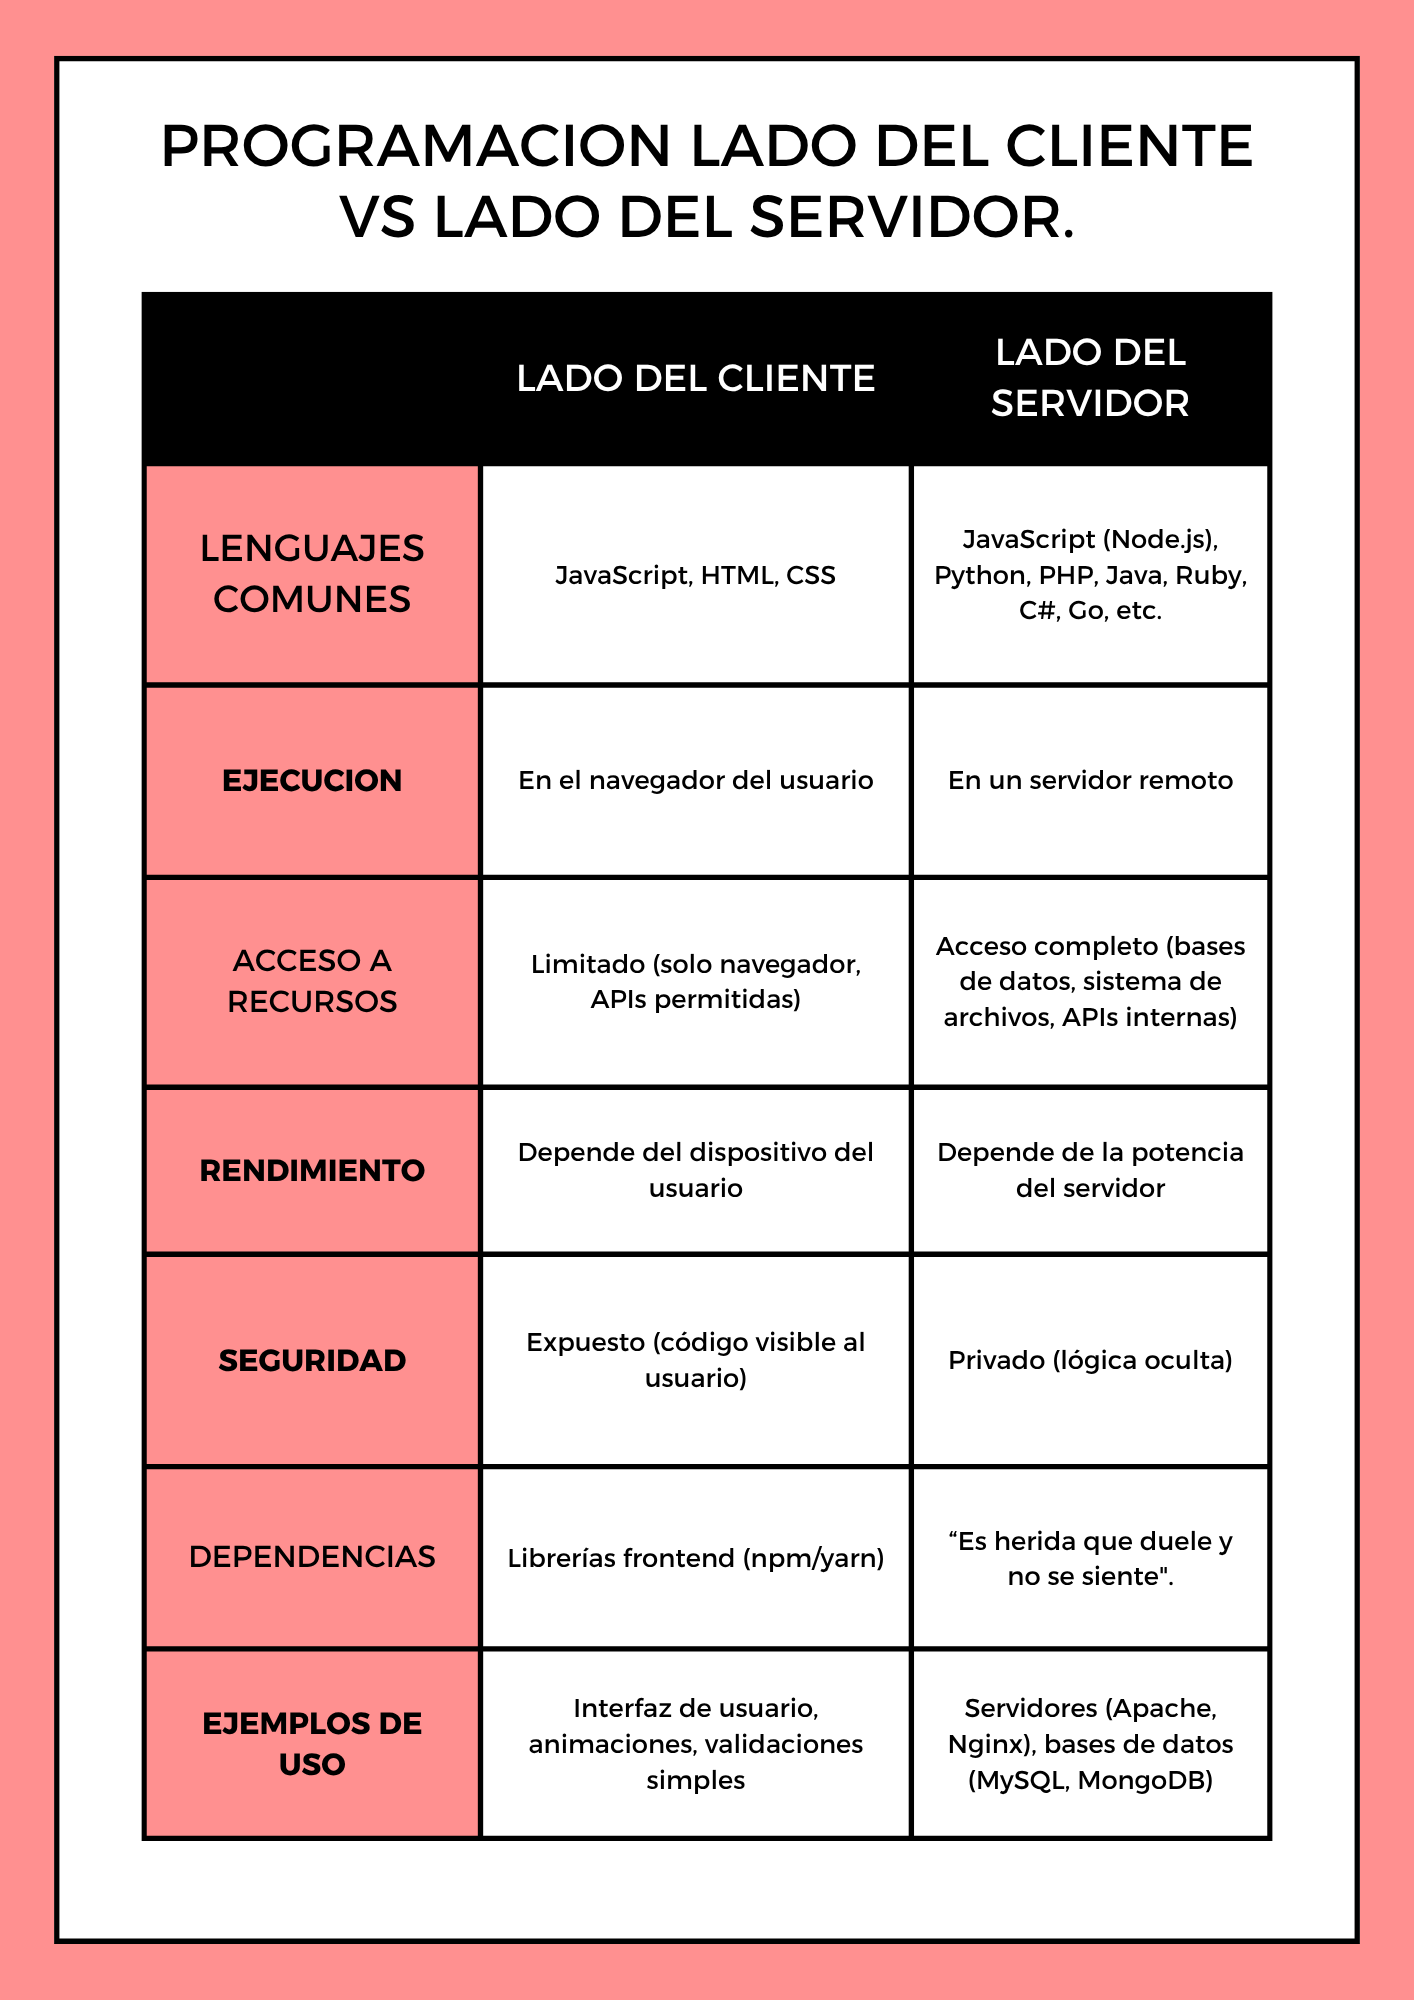 PROGRAMACION LADO DEL CLIENTE
VS LADO DEL SERVIDOR.
LADO DEL CLIENTE
LADO DEL
SERVIDOR
LENGUAJES
COMUNES
JavaScript, HTML, CSS
JavaScript (Node.js),
Python, PHP, Java, Ruby,
C#, Go, etc.
EJECUCION
En el navegador del usuario
En un servidor remoto
ACCESO A
RECURSOS
Limitado (solo navegador,
APIs permitidas)
Acceso completo (bases
de datos, sistema de
archivos, APIs internas)
RENDIMIENTO
Depende del dispositivo del
usuario
Depende de la potencia
del servidor
SEGURIDAD
Expuesto (código visible al
usuario)
Privado (lógica oculta)
DEPENDENCIAS
Librerías frontend (npm/yarn)
“Es herida que duele y
no se siente".
EJEMPLOS DE
USO
Interfaz de usuario,
animaciones, validaciones
simples
Servidores (Apache,
Nginx), bases de datos
(MySQL, MongoDB)